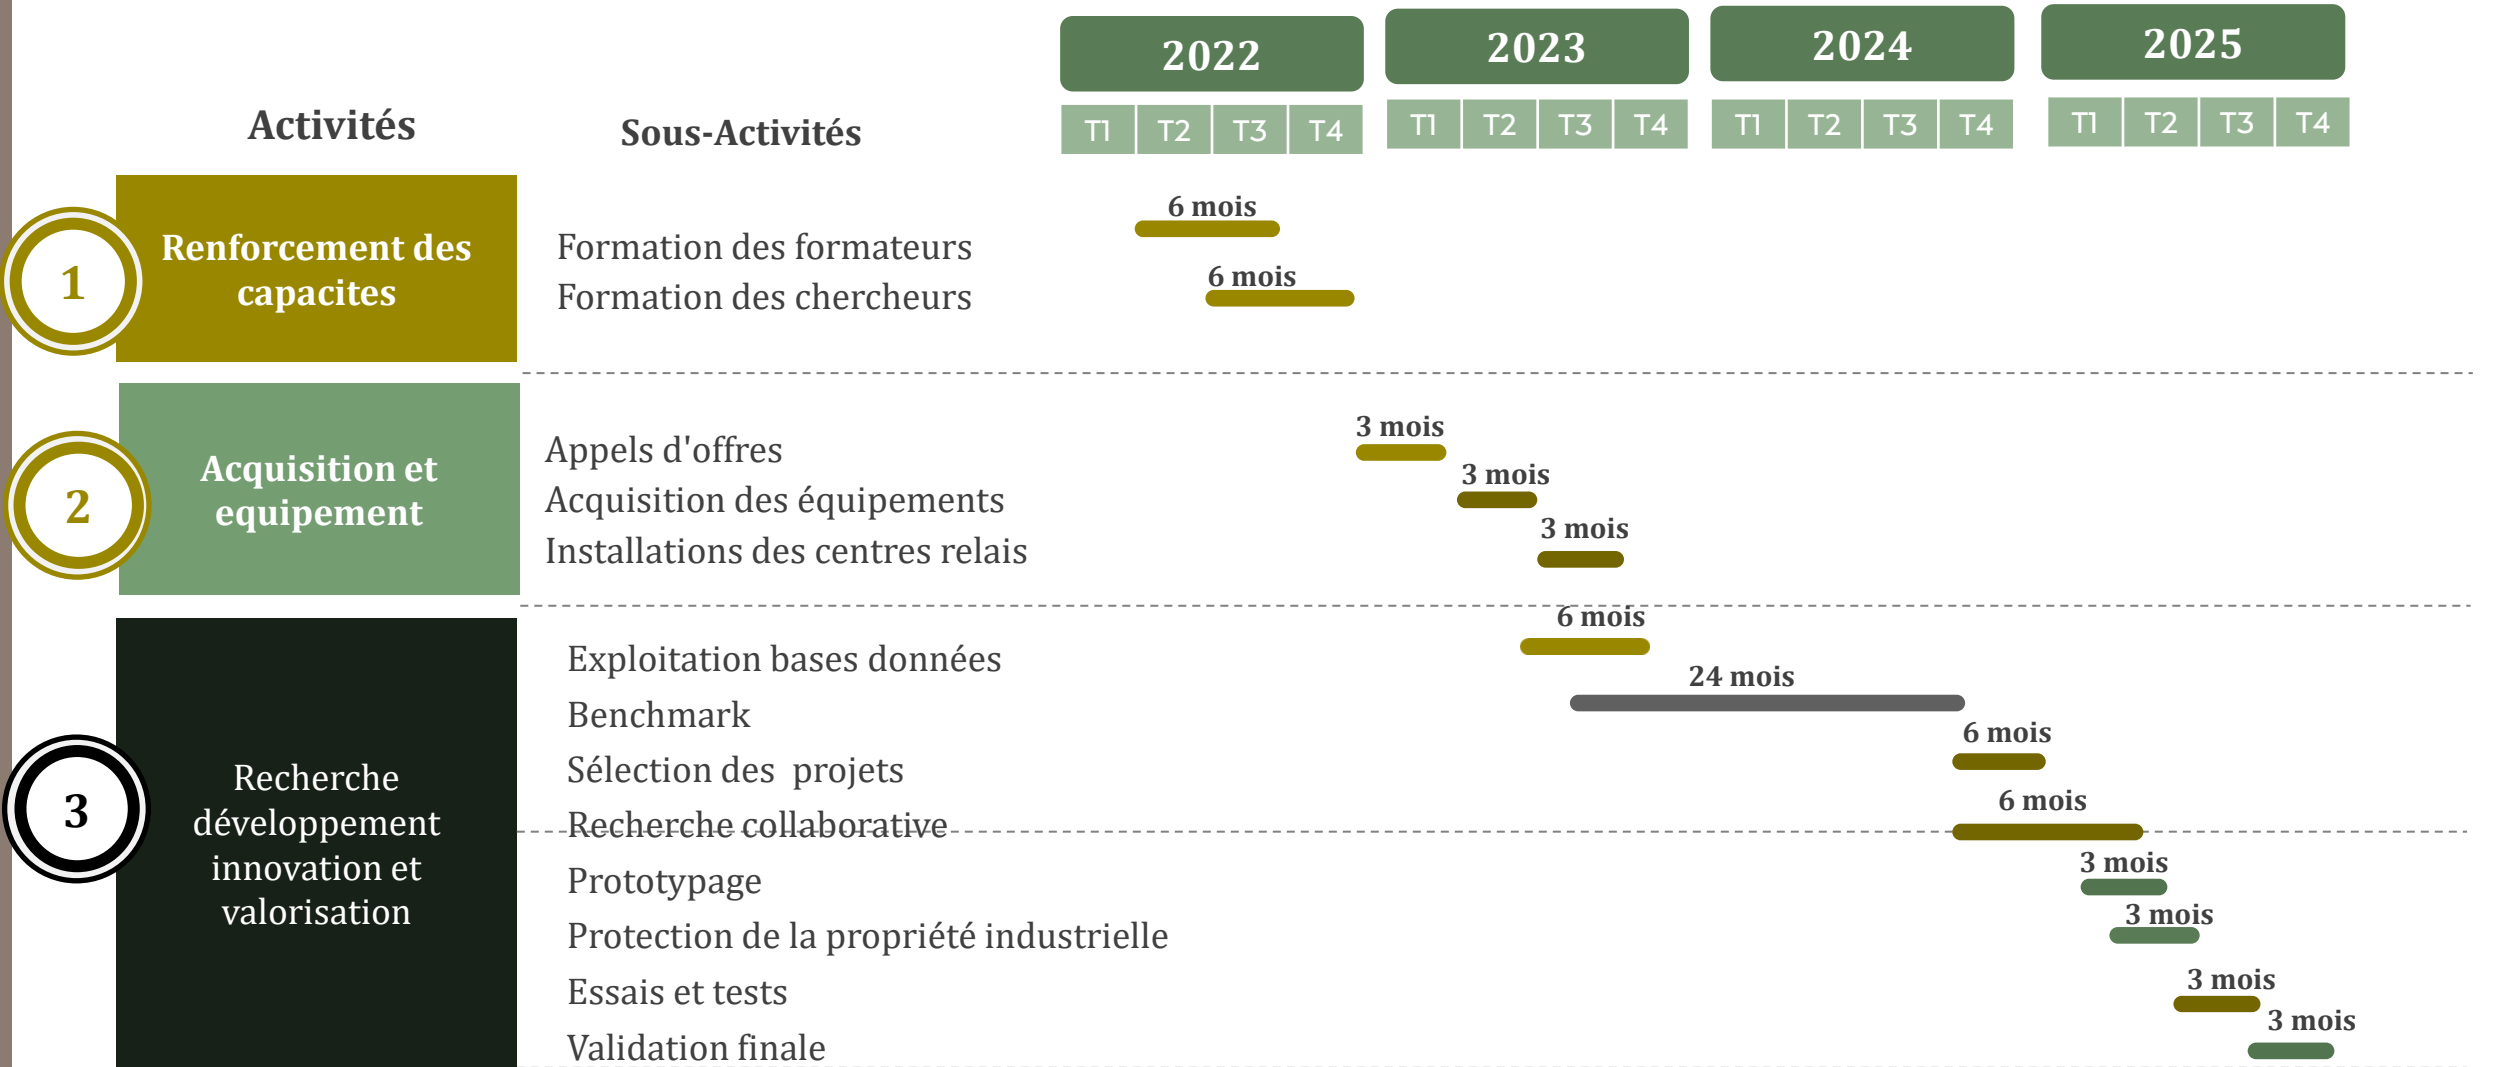 2022
2023
2024
2025
Activités
Sous-Activités
T1 T2 T3 T4
T1 T2 T3 T4
T1 T2 T3 T4
T1 T2 T3 T4
1
Renforcement des
capacites
Formation des formateurs
6 mois
Formation des chercheurs
6 mois
2
Acquisition et
equipement
Appels d'offres
3 mois
Acquisition des équipements
3 mois
Installations des centres relais
3 mois
3
Recherche
développement
innovation et
valorisation
Exploitation bases données
6 mois
Benchmark
24 mois
Sélection des  projets
6 mois
Recherche collaborative
6 mois
Prototypage
3 mois
Protection de la propriété industrielle
3 mois
Essais et tests
3 mois
Validation finale
3 mois